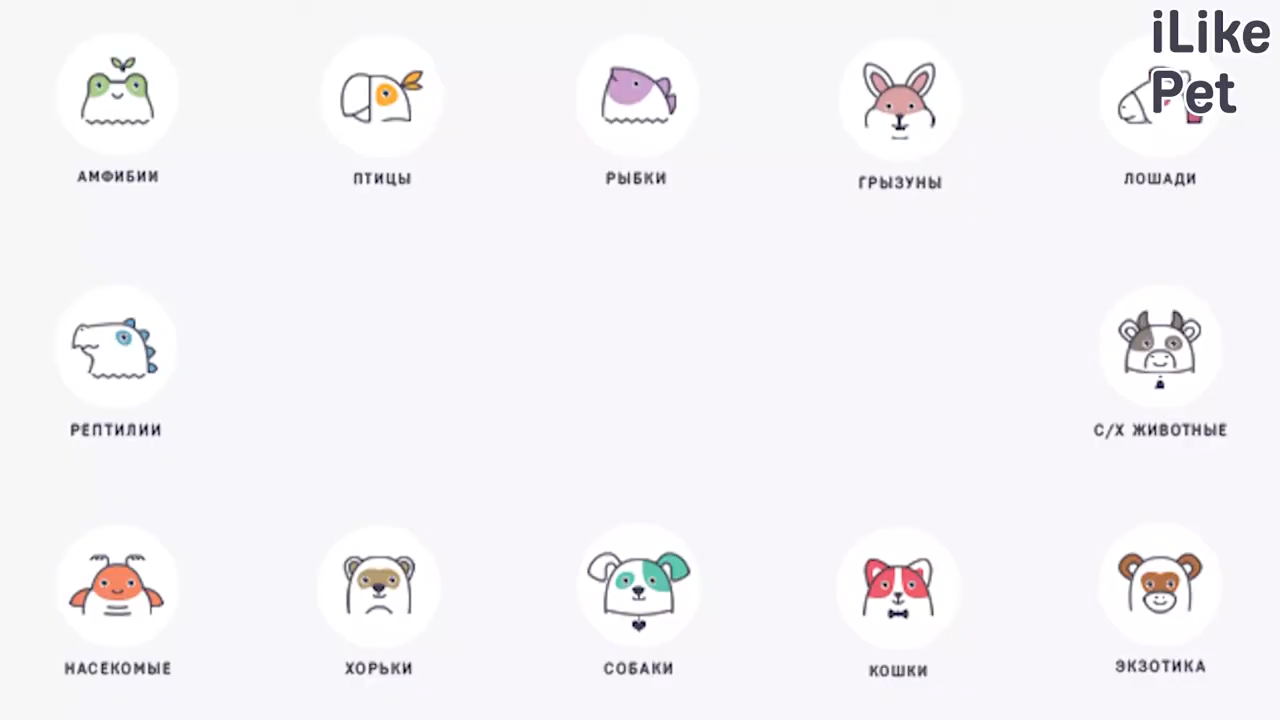 iLike
Pet
АМФИБИИ
ПТИЦЫ
РЫБКИ
ГРЫЗУНЫ
ЛОШАДИ
РЕПТИЛИИ
С/Х ЖИВОТНЫЕ
НАСЕКОМЫЕ
ХОРЬКИ
СОБАКИ
КОШКИ
ЭКЗОТИКА